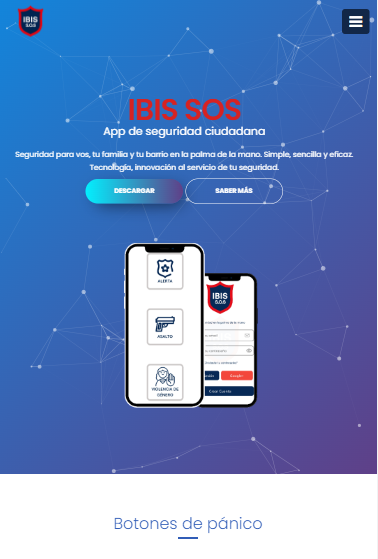 IBIS
S.O.S
IBIS SOS
App de seguridad ciudadana
Seguridad para vos, tu familia y tu barrio en la palma de la mano. Simple, sencilla y eficaz.
Tecnología, innovación al servicio de tu seguridad.
DESCARGAR
SABER MÁS
ALERTA
ASALTO
VIOLENCIA DE
GÉNERO
IBIS
S.O.S
Crear Cuenta
Botones de pánico